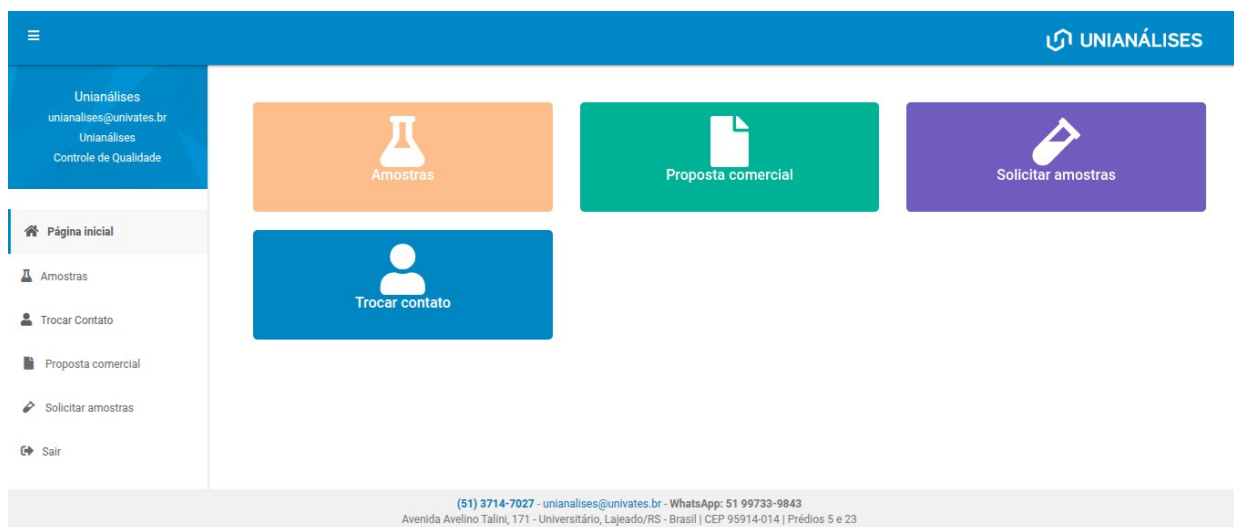 UNIANÁLISES
Unianálises
unianalises@univates.br
Unianálises
Controle de Qualidade
Página inicial
Amostras
Trocar Contato
Proposta comercial
Solicitar amostras
Sair
Amostras
Proposta comercial
Solicitar amostras
Trocar contato
(51) 3714-7027 - unianalises@univates.br - WhatsApp: 51 99733-9843
Avenida Avelino Talini, 171 - Universitário, Lajeado/RS - Brasil | CEP 95914-014 | Prédios 5 e 23